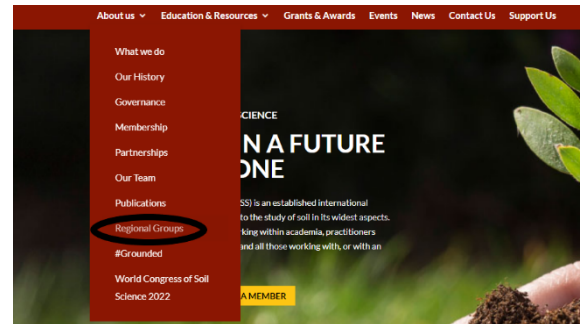 About us Education & Resources Grants & Awards Events News Contact Us Support Us
What we do
Our History
Governance
Membership
Partnerships
Our Team
Publications
Regional Groups
#Grounded
World Congress of Soil
Science 2022
CIENCE
N A FUTURE
ONE
SS) is an established international
to the study of soil in its widest aspects.
king within academia, practitioners
and all those working with, or with an
A MEMBER